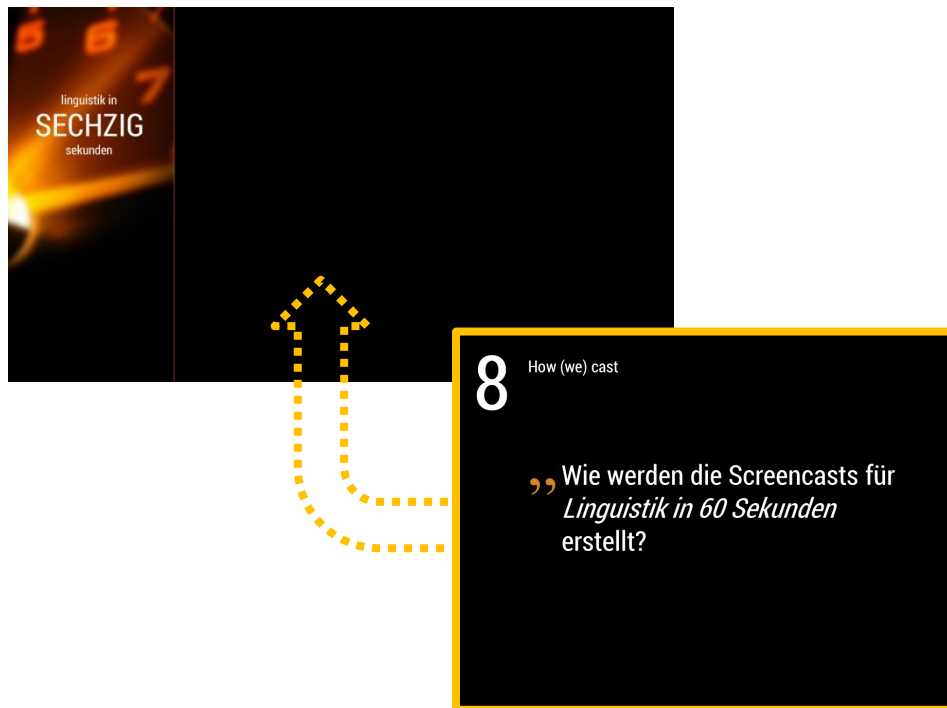 5 6
7
linguistik in
SECHZIG
sekunden
8 How (we) cast
„Wie werden die Screencasts für
Linguistik in 60 Sekunden
erstellt?